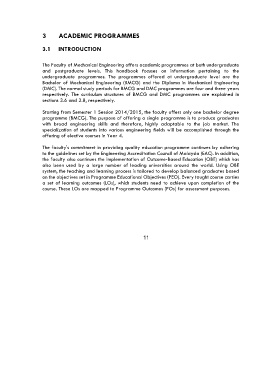 3 ACADEMIC PROGRAMMES
3.1 INTRODUCTION
The Faculty of Mechanical Engineering offers academic programmes at both undergraduate
and postgraduate levels. This handbook focuses on information pertaining to the
undergraduate programmes. The programmes offered at undergraduate level are the
Bachelor of Mechanical Engineering (BMCG) and the Diploma in Mechanical Engineering
(DMC). The normal study periods for BMCG and DMC programmes are four and three years
respectively. The curriculum structures of BMCG and DMC programmes are explained in
sections 3.6 and 3.8, respectively.
Starting from Semester 1 Session 2014/2015, the faculty offers only one bachelor degree
programme (BMCG). The purpose of offering a single programme is to produce graduates
with broad engineering skills and therefore, highly adaptable to the job market. The
specialization of students into various engineering fields will be accomplished through the
offering of elective courses in Year 4.
The faculty's commitment in providing quality education programme continues by adhering
to the guidelines set by the Engineering Accreditation Council of Malaysia (EAC). In addition,
the faculty also continues the implementation of Outcome-Based Education (OBE) which has
also been used by a large number of leading universities around the world. Using OBE
system, the teaching and learning process is tailored to develop balanced graduates based
on the objectives set in Programme Educational Objectives (PEO). Every taught course carries
a set of learning outcomes (LOs), which students need to achieve upon completion of the
course. These LOs are mapped to Programme Outcomes (POs) for assessment purposes.
11